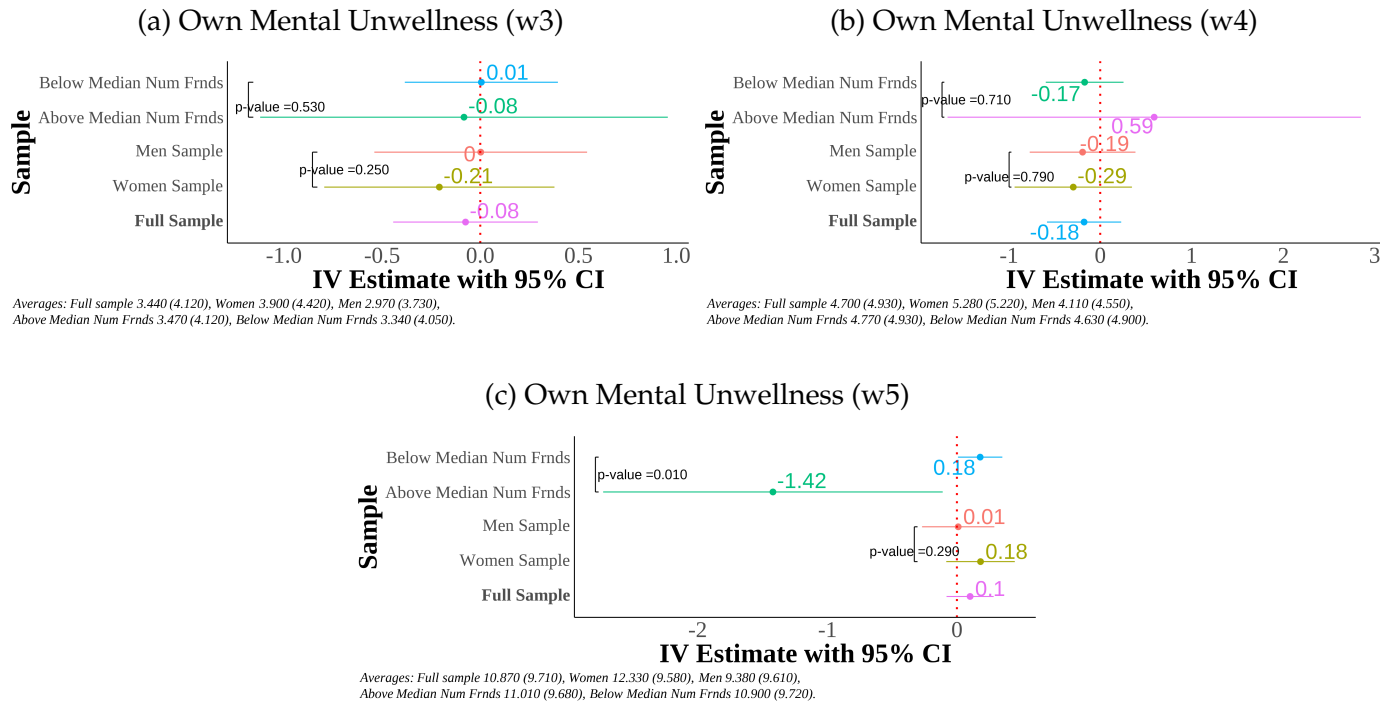 (a) Own Mental Unwellness (w3)
Below Median Num Frnds
0.01
p-value =0.530
-0.08
Above Median Num Frnds
Men Sample
0
p-value =0.250
-0.21
Women Sample
-0.08
Full Sample
Sample
-1.0 -0.5 0.0 0.5 1.0
IV Estimate with 95% CI
Averages: Full sample 3.440 (4.120), Women 3.900 (4.420), Men 2.970 (3.730),
Above Median Num Frnds 3.470 (4.120), Below Median Num Frnds 3.340 (4.050).
(b) Own Mental Unwellness (w4)
Below Median Num Frnds
-0.17
p-value =0.710
Above Median Num Frnds
0.59
-0.19
Men Sample
p-value =0.790
-0.29
Women Sample
Full Sample
-0.18
Sample
-1 0 1 2 3
IV Estimate with 95% CI
Averages: Full sample 4.700 (4.930), Women 5.280 (5.220), Men 4.110 (4.550),
Above Median Num Frnds 4.770 (4.930), Below Median Num Frnds 4.630 (4.900).
(c) Own Mental Unwellness (w5)
Below Median Num Frnds
0.18
p-value =0.010
-1.42
Above Median Num Frnds
0.01
Men Sample
p-value =0.290
0.18
Women Sample
0.1
Full Sample
Sample
-2 -1 0
IV Estimate with 95% CI
Averages: Full sample 10.870 (9.710), Women 12.330 (9.580), Men 9.380 (9.610),
Above Median Num Frnds 11.010 (9.680), Below Median Num Frnds 10.900 (9.720).